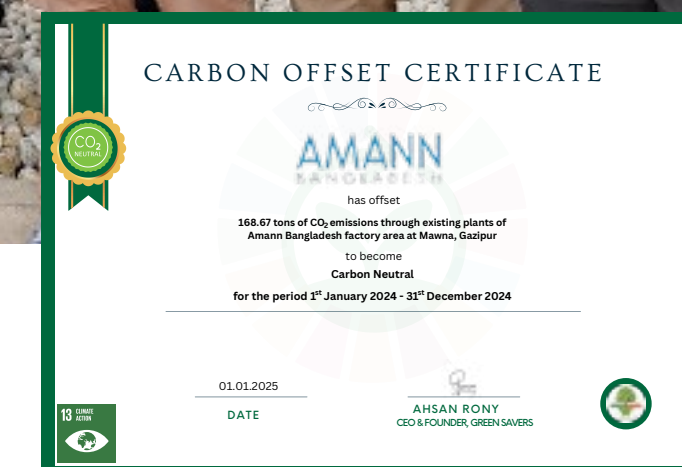 CARBON OFFSET CERTIFICATE
CO2
NEUTRAL
AMANN
BANGLADESH
has offset
168.67 tons of CO₂ emissions through existing plants of
Amann Bangladesh factory area at Mawna, Gazipur
to become
Carbon Neutral
for the period 1st January 2024 - 31st December 2024
01.01.2025
DATE
AHSAN RONY
CEO & FOUNDER, GREEN SAVERS
13 CLIMATE
ACTION